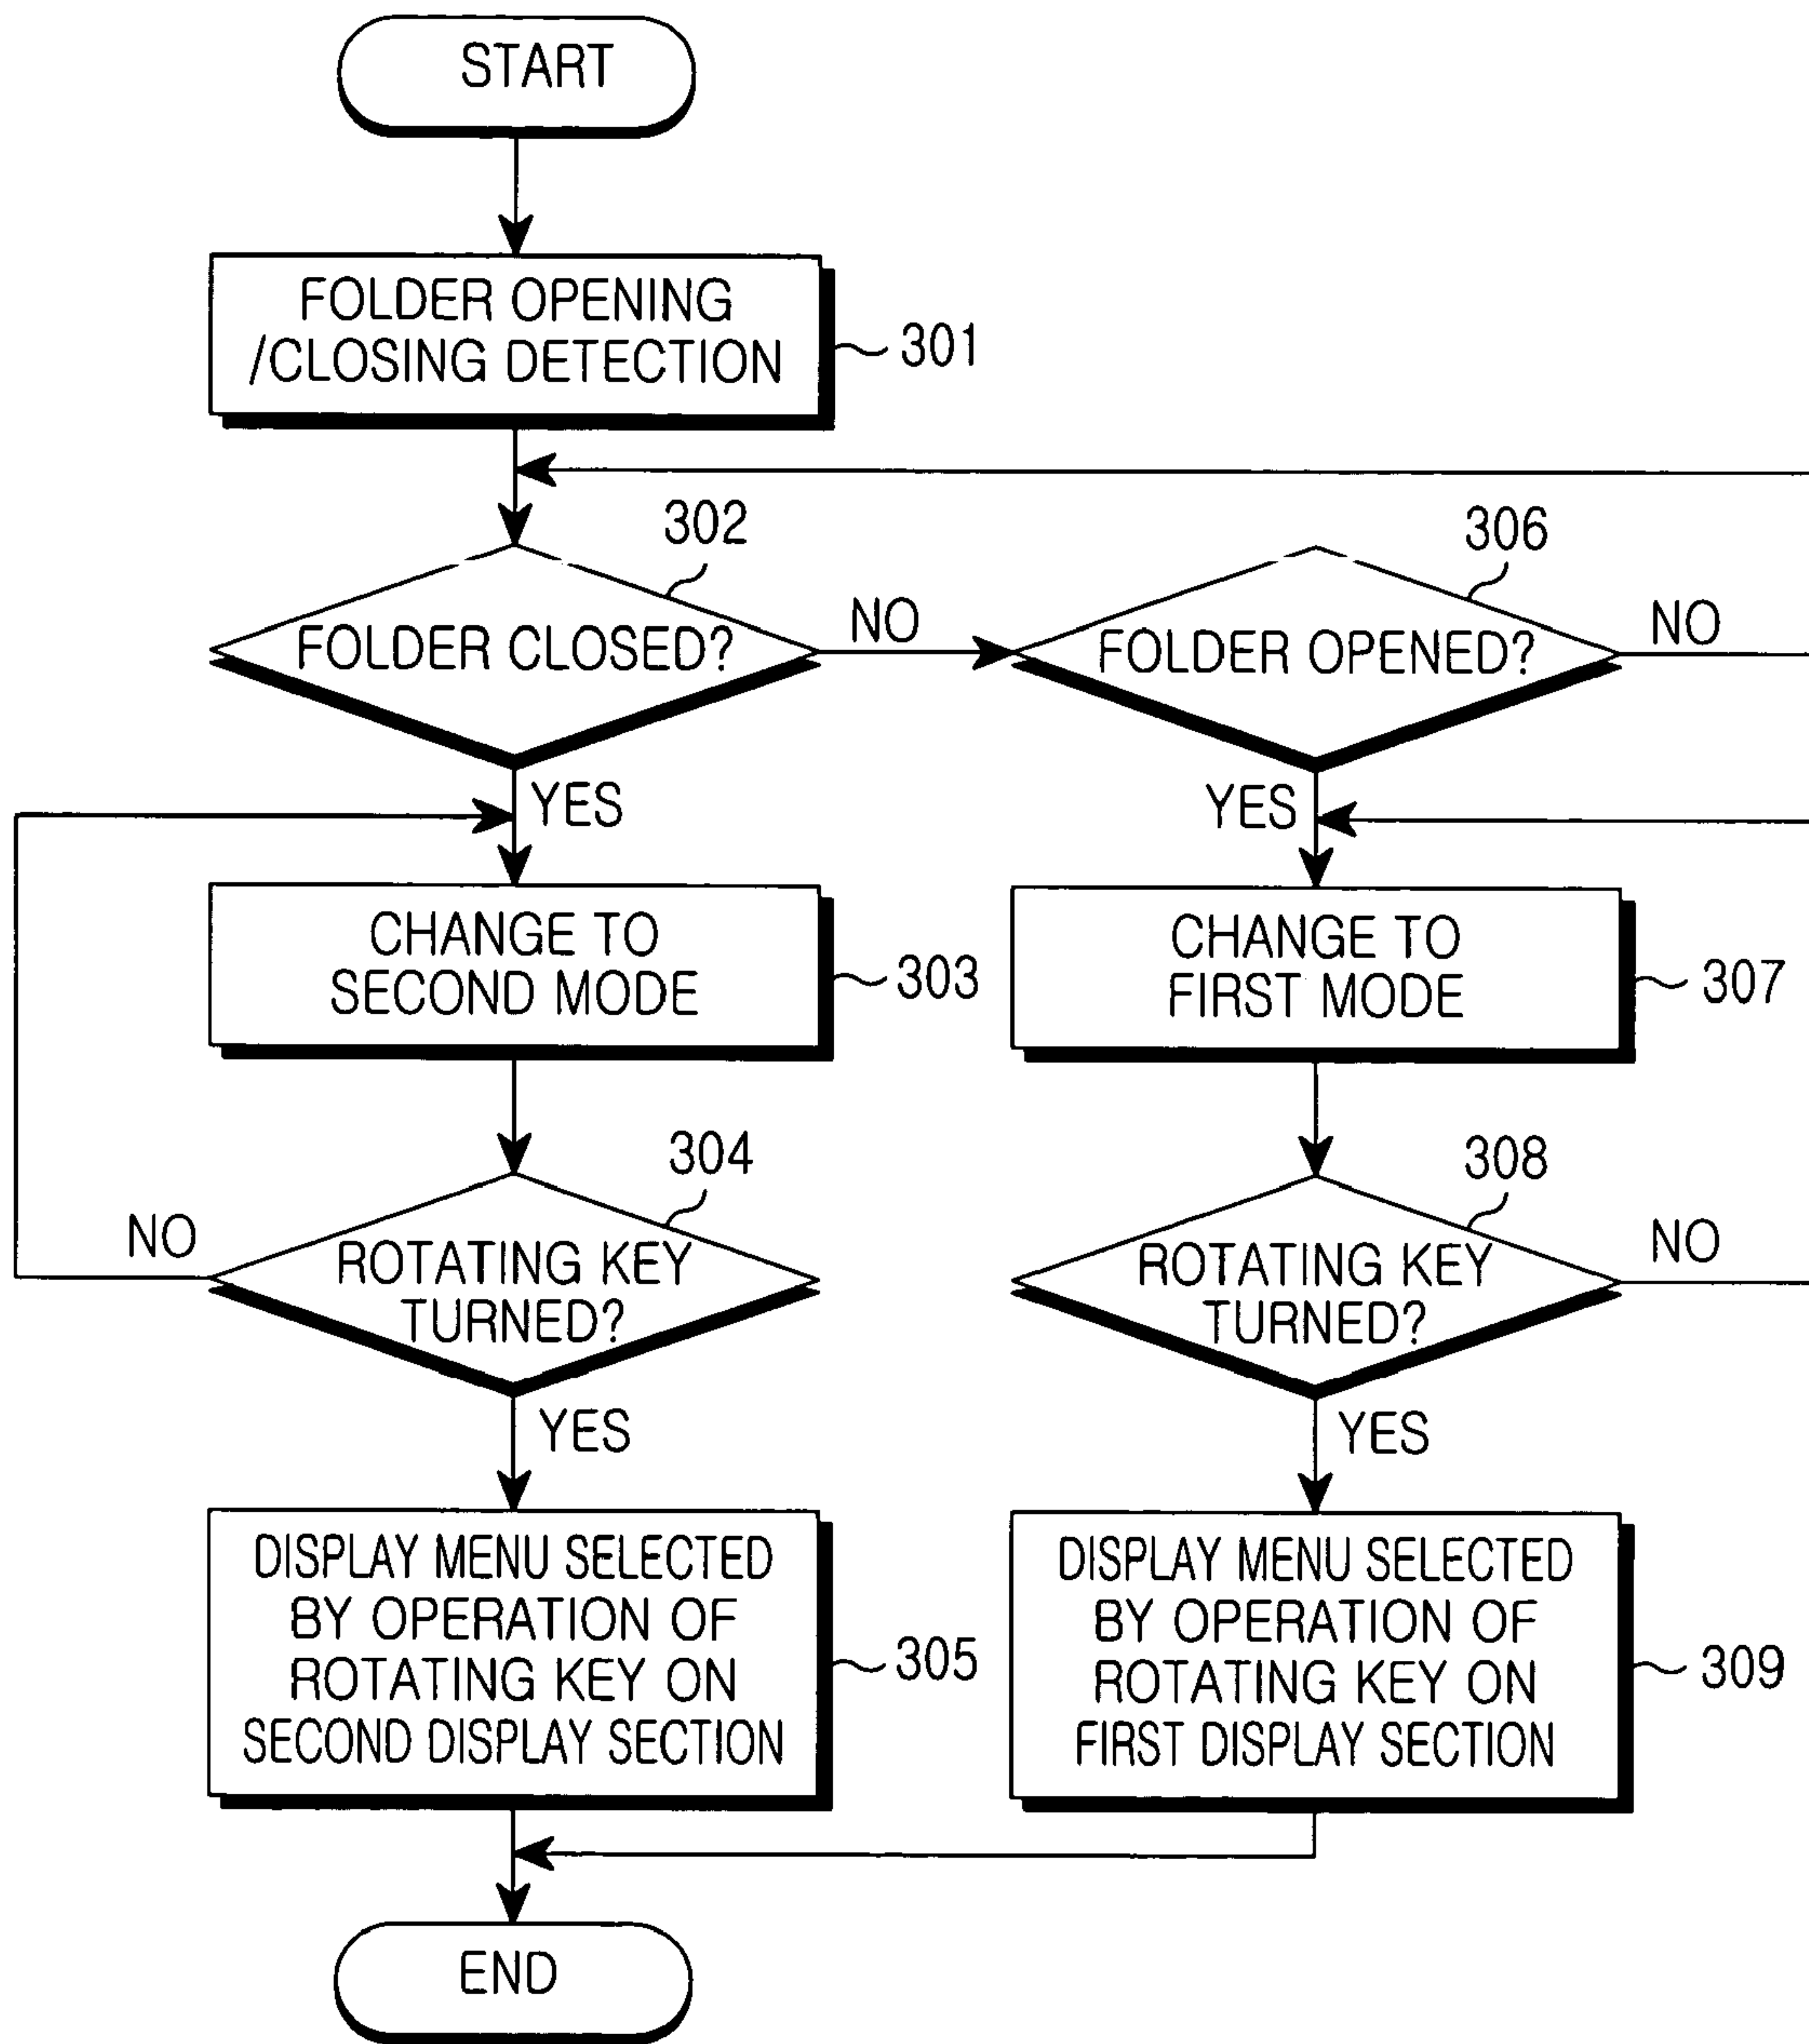 START
FOLDER OPENING
/CLOSING DETECTION
301
302
FOLDER CLOSED?
NO
306
FOLDER OPENED?
NO
YES
YES
CHANGE TO
SECOND MODE
303
CHANGE TO
FIRST MODE
307
304
ROTATING KEY
TURNED?
NO
308
ROTATING KEY
TURNED?
NO
YES
YES
DISPLAY MENU SELECTED
BY OPERATION OF
ROTATING KEY ON
SECOND DISPLAY SECTION
305
DISPLAY MENU SELECTED
BY OPERATION OF
ROTATING KEY ON
FIRST DISPLAY SECTION
309
END